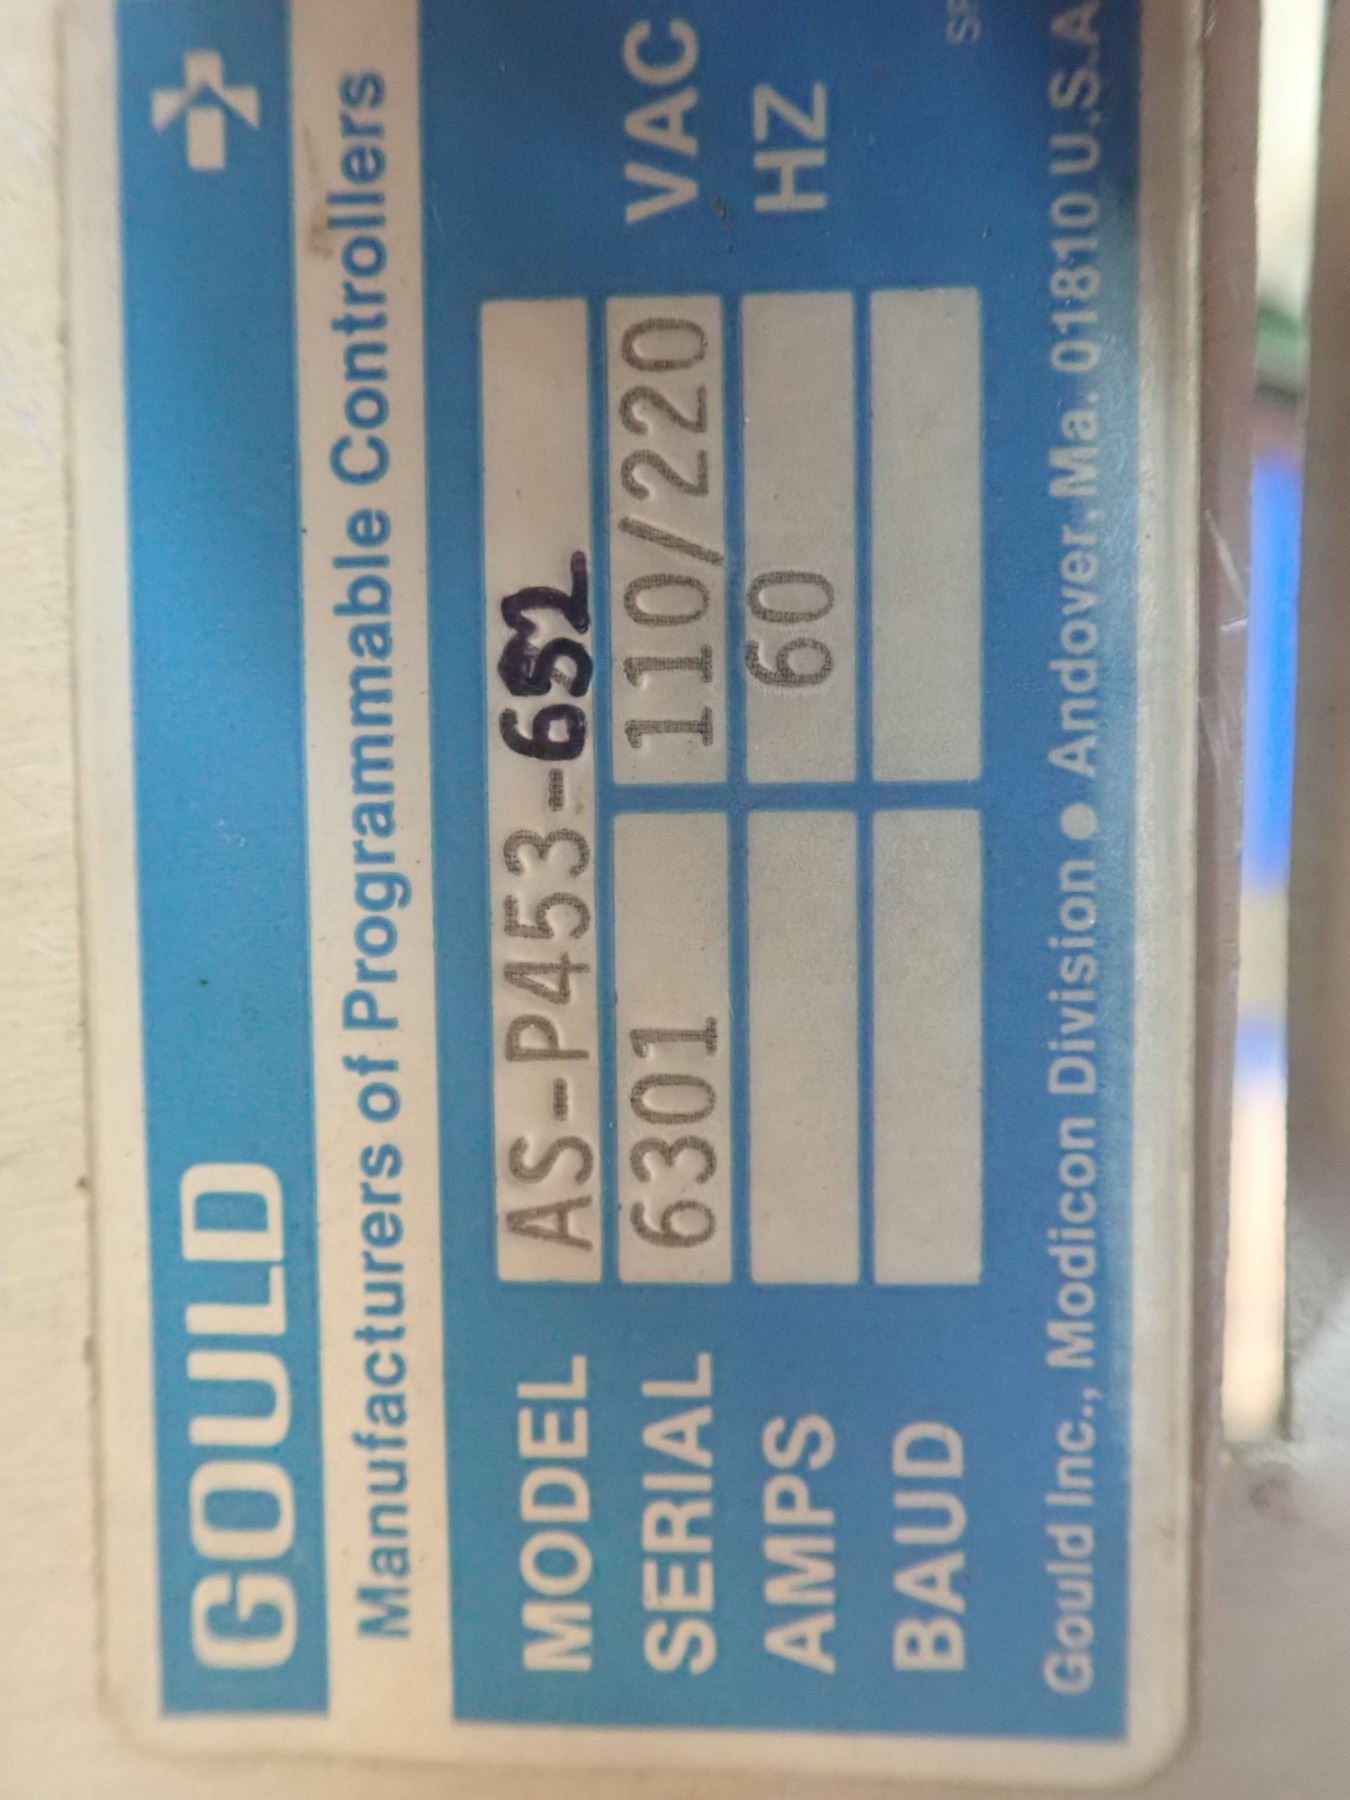 GOULD
Manufacturers of Programmable Controllers
MODEL AS-P453-652
SERIAL 6301 110/220 VAC
AMPS 60 HZ
BAUD
Gould Inc., Modicon Division ● Andover, Ma. 01810 U.S.A